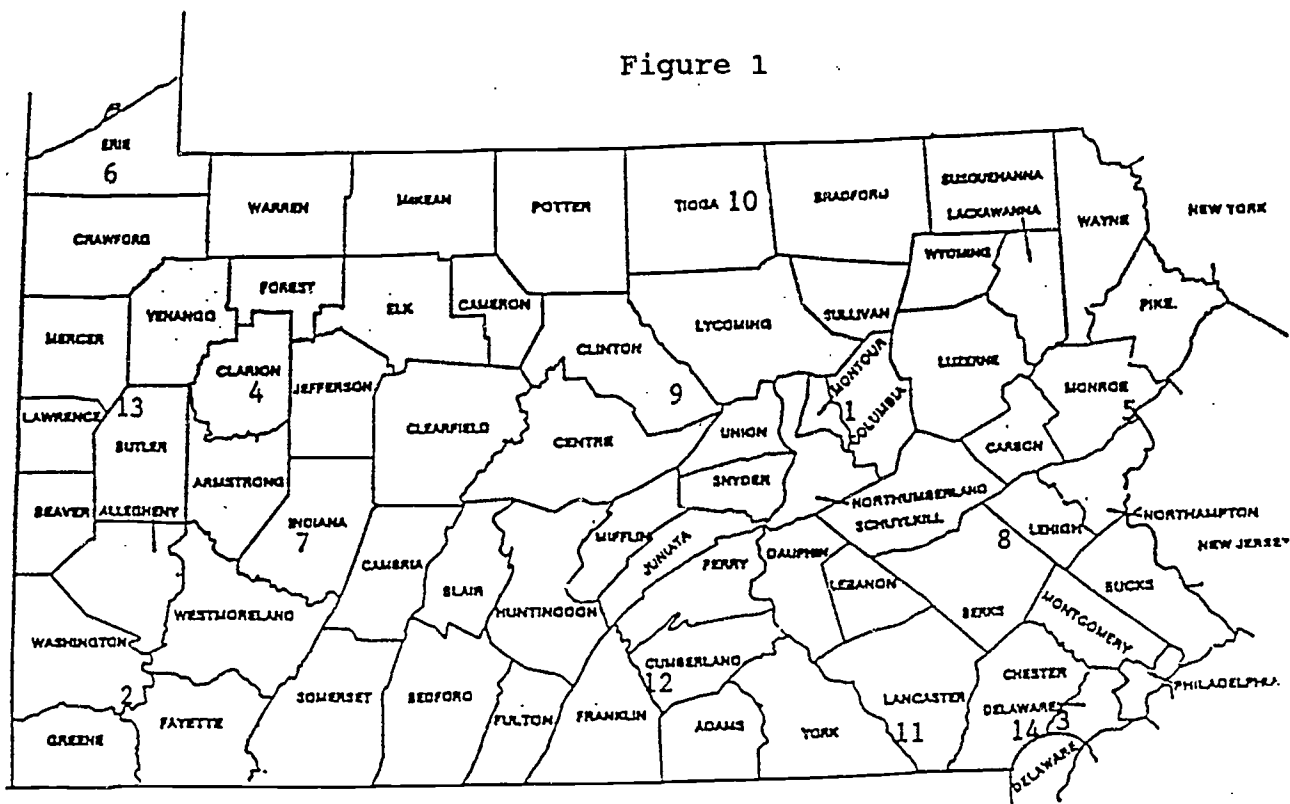 Figure 1
ERIE
6
WARREN
McKEAN
POTTER
TIOGA 10
BRADFORD
SUSQUEHANNA
LACKAWANNA
WAYNE
NEW YORK
CRAWFORD
WYOMING
PIKE
MERCER
VENANGO
FOREST
ELK
CAMERON
LYCOMING
SULLIVAN
CLARION
4
JEFFERSON
CLINTON
9
MONTOUR
1
COLUMBIA
LUZERNE
MONROE
5
LAWRENCE
13
BUTLER
CLEARFIELD
CENTRE
UNION
CARBON
SNYDER
BEAVER
ALLEGHENY
ARMSTRONG
INDIANA
7
NORTHUMBERLAND
SCHUYLKILL
8
LEHIGH
NORTHAMPTON
NEW JERSEY
MIFFLIN
JUNIATA
PERRY
DAUPHIN
CAMBRIA
BLAIR
HUNTINGDON
LEBANON
BERKS
BUCKS
MONTGOMERY
WASHINGTON
WESTMORELAND
CUMBERLAND
12
CHESTER
PHILADELPHIA
2
FAYETTE
SOMERSET
BEDFORD
FULTON
FRANKLIN
ADAMS
YORK
LANCASTER
11
DELAWARE
14
3
GREENE
DELAWARE